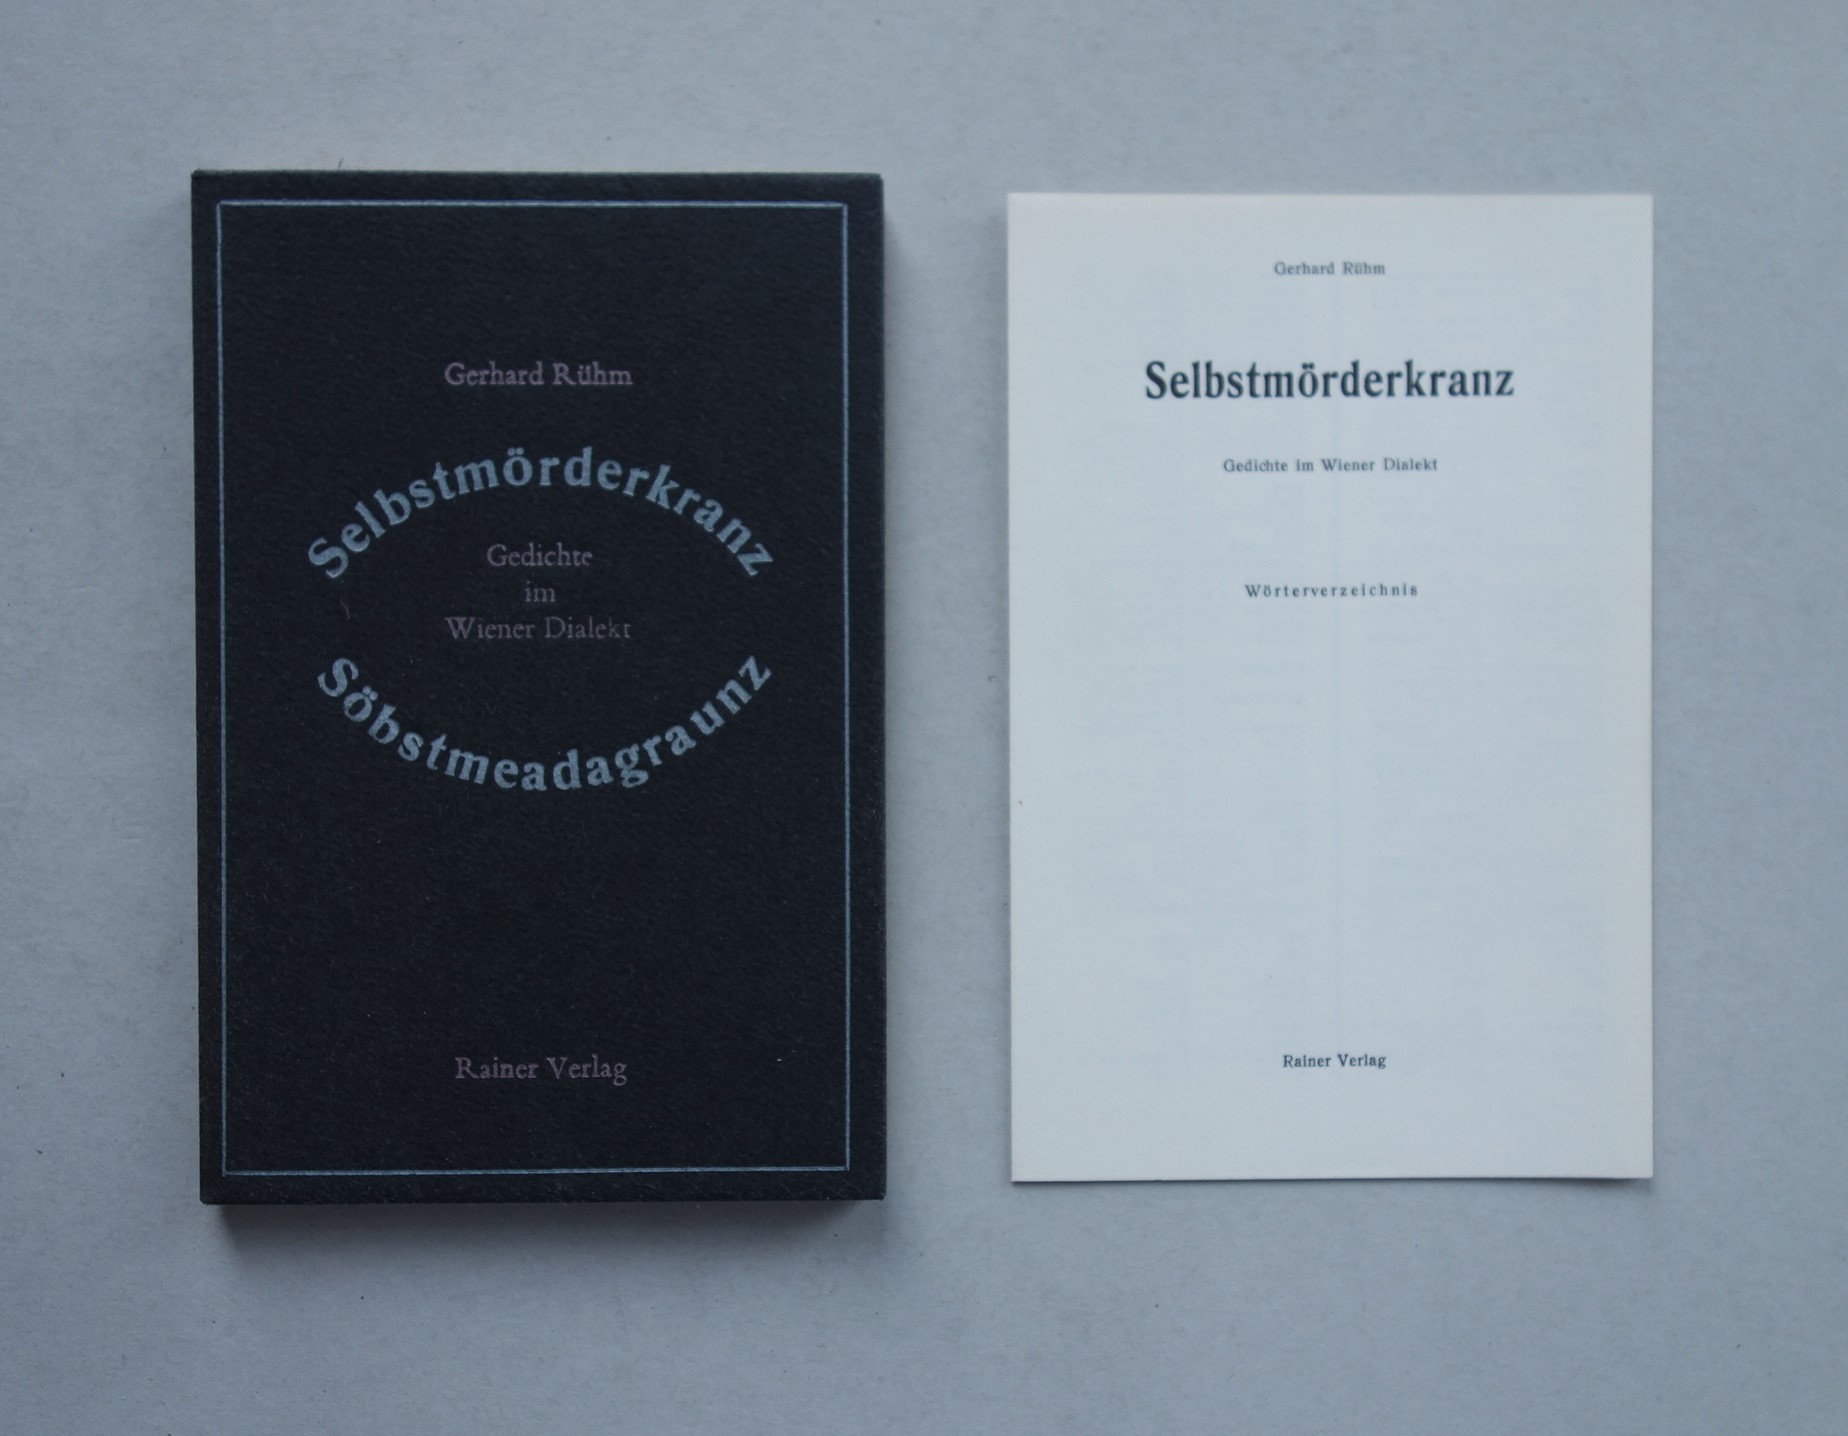 Gerhard Rühm
Selbstmörderkranz
Gedichte
im
Wiener Dialekt
Söbstmeadagraunz
Rainer Verlag
Gerhard Rühm
Selbstmörderkranz
Gedichte im Wiener Dialekt
Wörterverzeichnis
Rainer Verlag